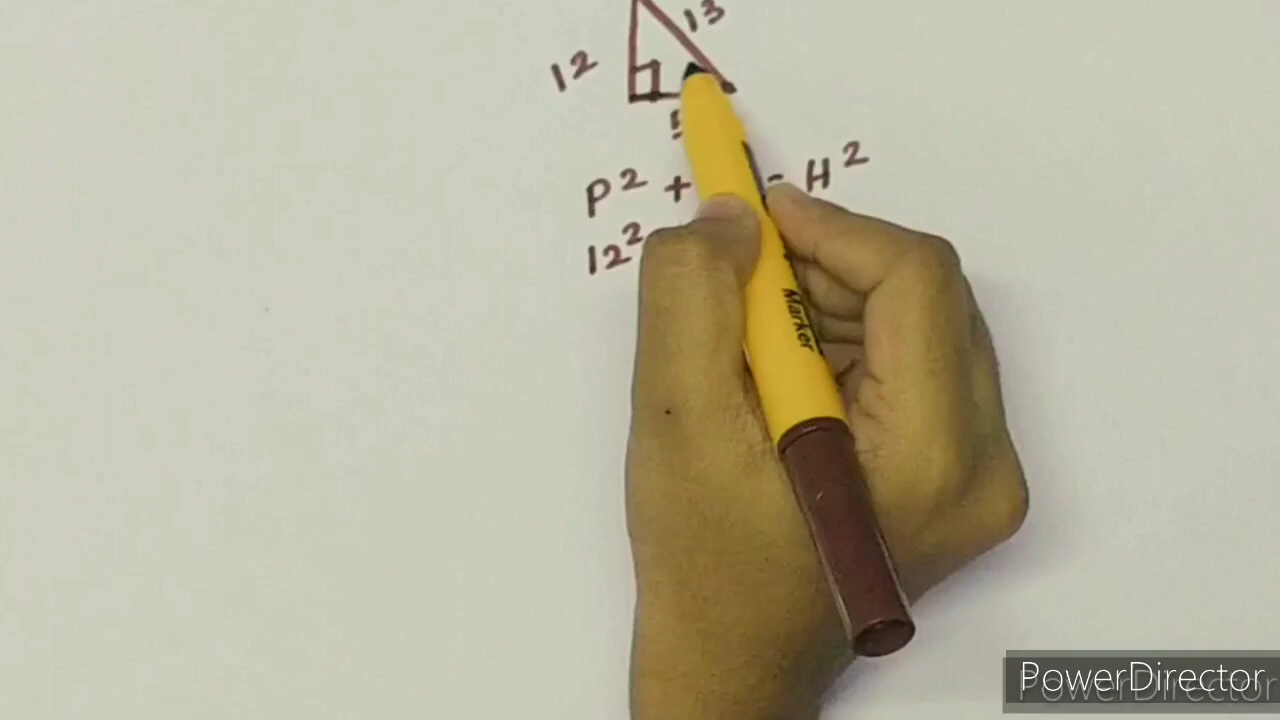 13
12
P² + = H²
12²
Marker
PowerDirector